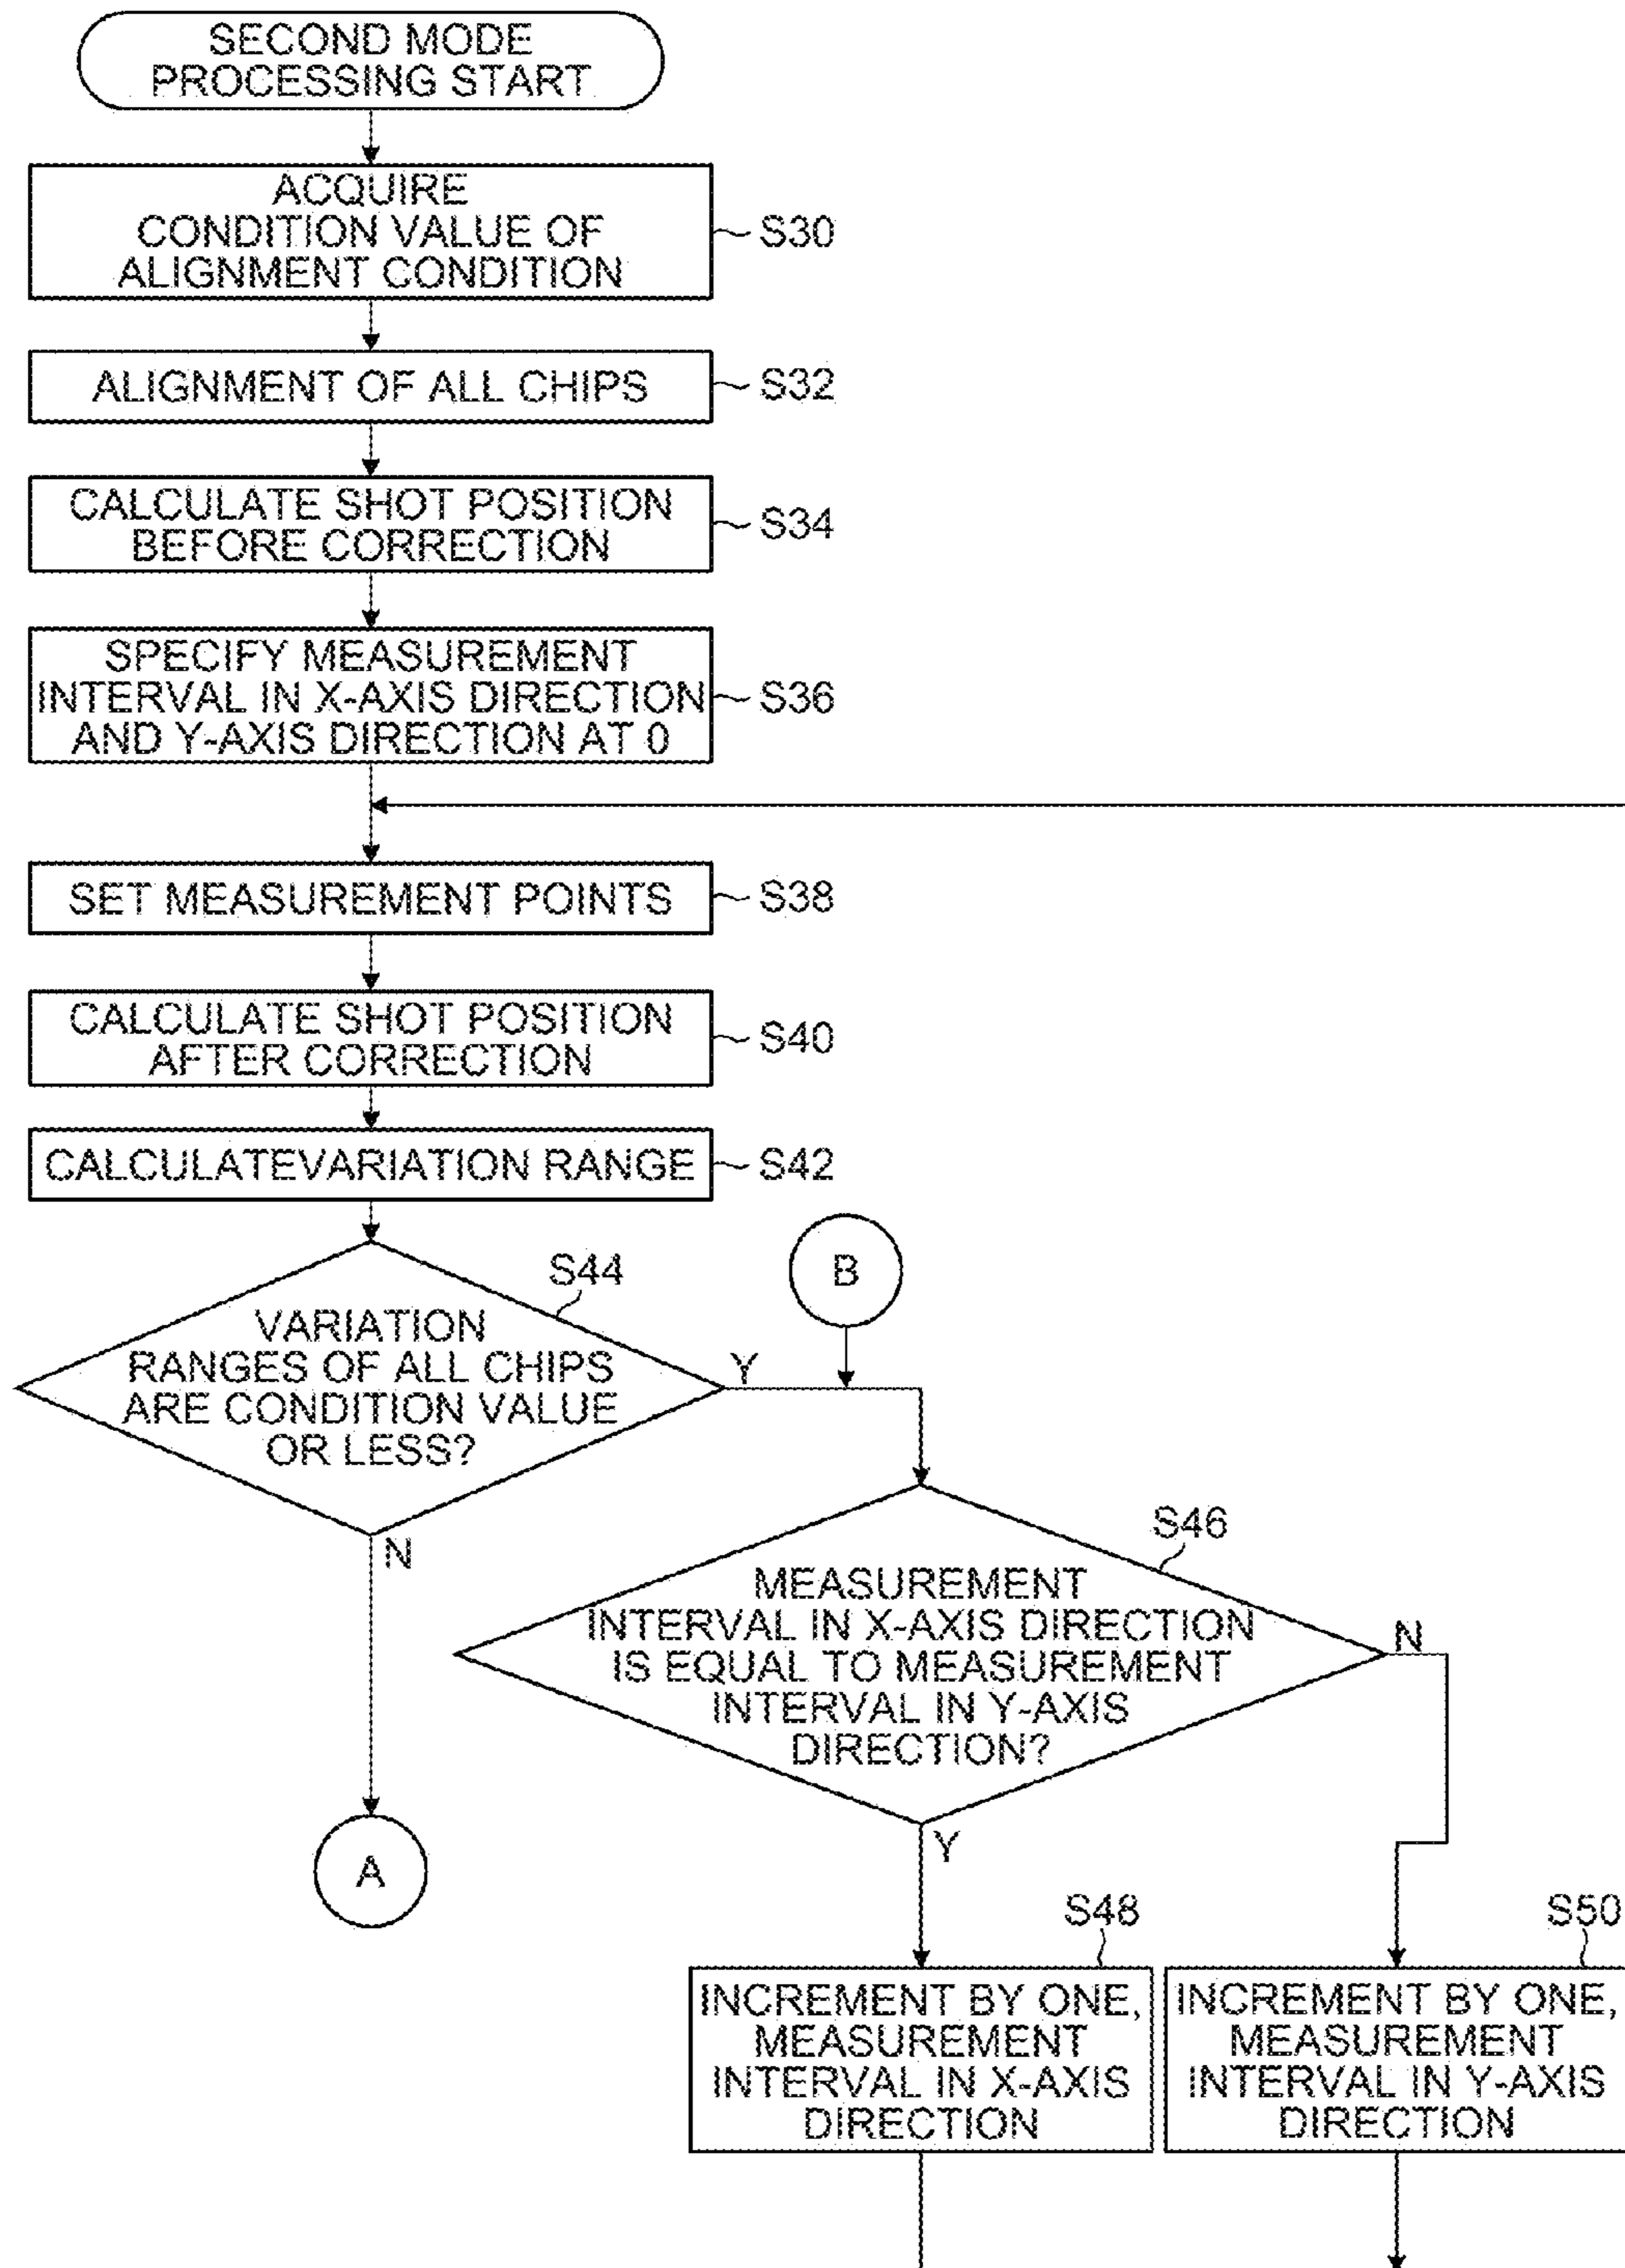 SECOND MODE
PROCESSING START
ACQUIRE
CONDITION VALUE OF
ALIGNMENT CONDITION
S30
ALIGNMENT OF ALL CHIPS
S32
CALCULATE SHOT POSITION
BEFORE CORRECTION
S34
SPECIFY MEASUREMENT
INTERVAL IN X-AXIS DIRECTION
AND Y-AXIS DIRECTION AT 0
S36
SET MEASUREMENT POINTS
S38
CALCULATE SHOT POSITION
AFTER CORRECTION
S40
CALCULATEVARIATION RANGE
S42
S44
VARIATION
RANGES OF ALL CHIPS
ARE CONDITION VALUE
OR LESS?
Y
N
B
A
S46
MEASUREMENT
INTERVAL IN X-AXIS DIRECTION
IS EQUAL TO MEASUREMENT
INTERVAL IN Y-AXIS
DIRECTION?
N
Y
S48
INCREMENT BY ONE,
MEASUREMENT
INTERVAL IN X-AXIS
DIRECTION
S50
INCREMENT BY ONE,
MEASUREMENT
INTERVAL IN Y-AXIS
DIRECTION